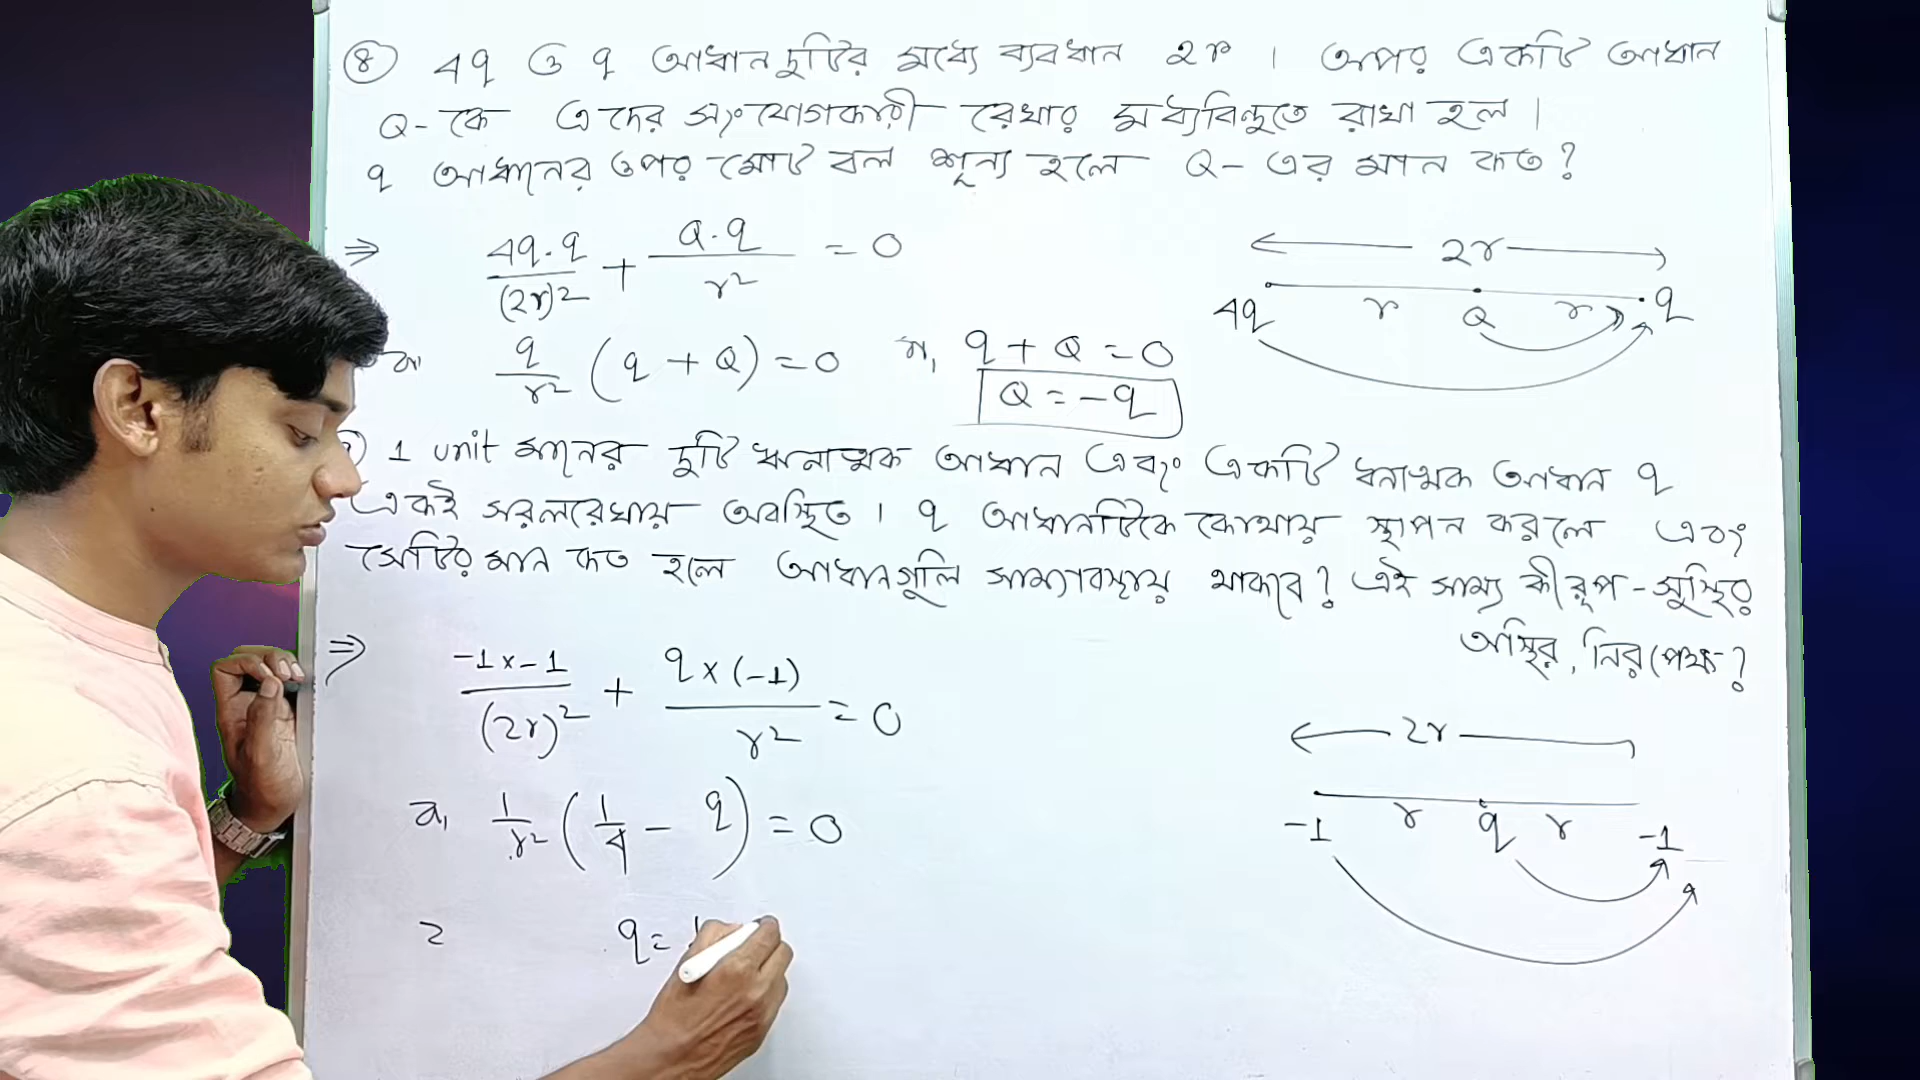 ⑧ 4q ও q আধান দুটির মধ্যে ব্যবধান 2r । অপর একটি আধান
Q- কে এদের সংযোগকারী রেখার মধ্যবিন্দুতে রাখা হল ।
q আধানের ওপর মোট বল শূন্য হলে Q- এর মান কত ?
⇒ 4q·q/(2r)² + Q·q/r² = 0
বা q/r² (q + Q) = 0 বা, q + Q = 0
Q = -q
2r
4q r Q r q
1 unit মানের দুটি ঋনাত্মক আধান এবং একটি ধনাত্মক আধান q
একই সরলরেখায় অবস্থিত । q আধানটিকে কোথায় স্থাপন করলে এবং
সেটির মান কত হলে আধানগুলি সাম্যাবস্থায় থাকবে ? এই সাম্য কীরূপ - সুস্থির
অস্থির, নিরপেক্ষ ?
⇒ -1x-1/(2r)² + q x (-1)/r² = 0
বা, 1/r² (1/4 - q) = 0
q =
2r
-1 r q r -1